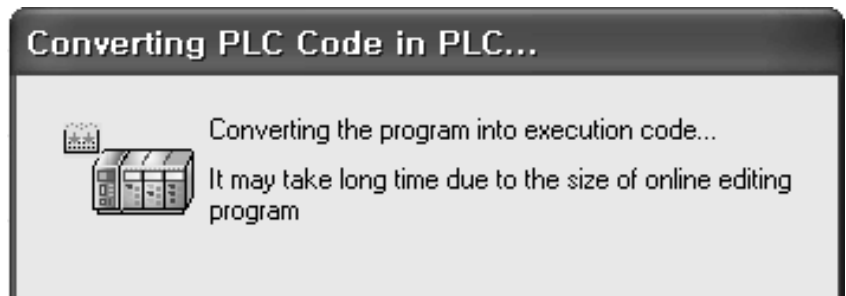 Converting PLC Code in PLC...
Converting the program into execution code...
It may take long time due to the size of online editing
program